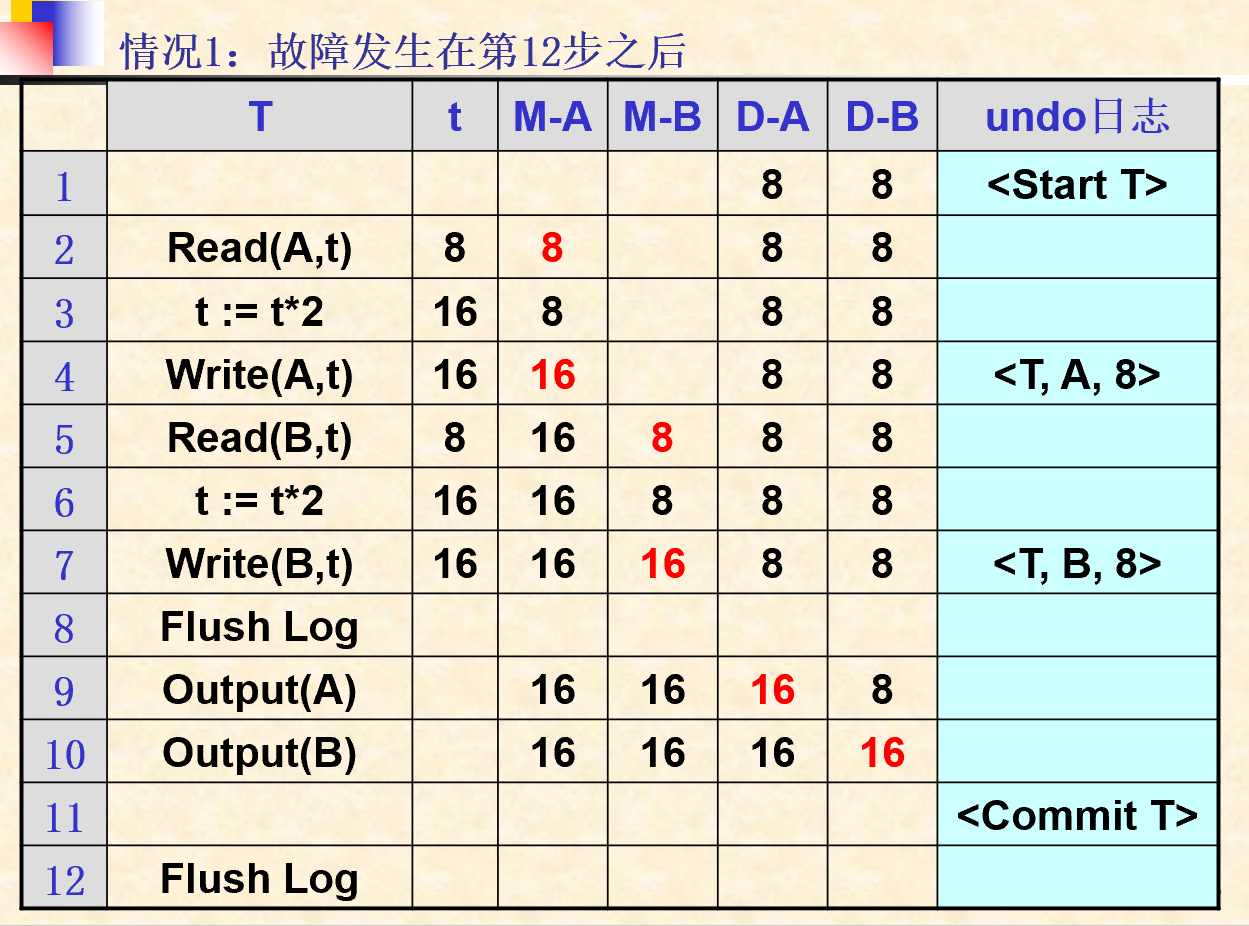 情况1：故障发生在第12步之后
T t M-A M-B D-A D-B undo日志
1 8 8 <Start T>
2 Read(A,t) 8 8 8 8
3 t := t*2 16 8 8 8
4 Write(A,t) 16 16 8 8 <T, A, 8>
5 Read(B,t) 8 16 8 8 8
6 t := t*2 16 16 8 8 8
7 Write(B,t) 16 16 16 8 8 <T, B, 8>
8 Flush Log
9 Output(A) 16 16 16 8
10 Output(B) 16 16 16 16
11 <Commit T>
12 Flush Log